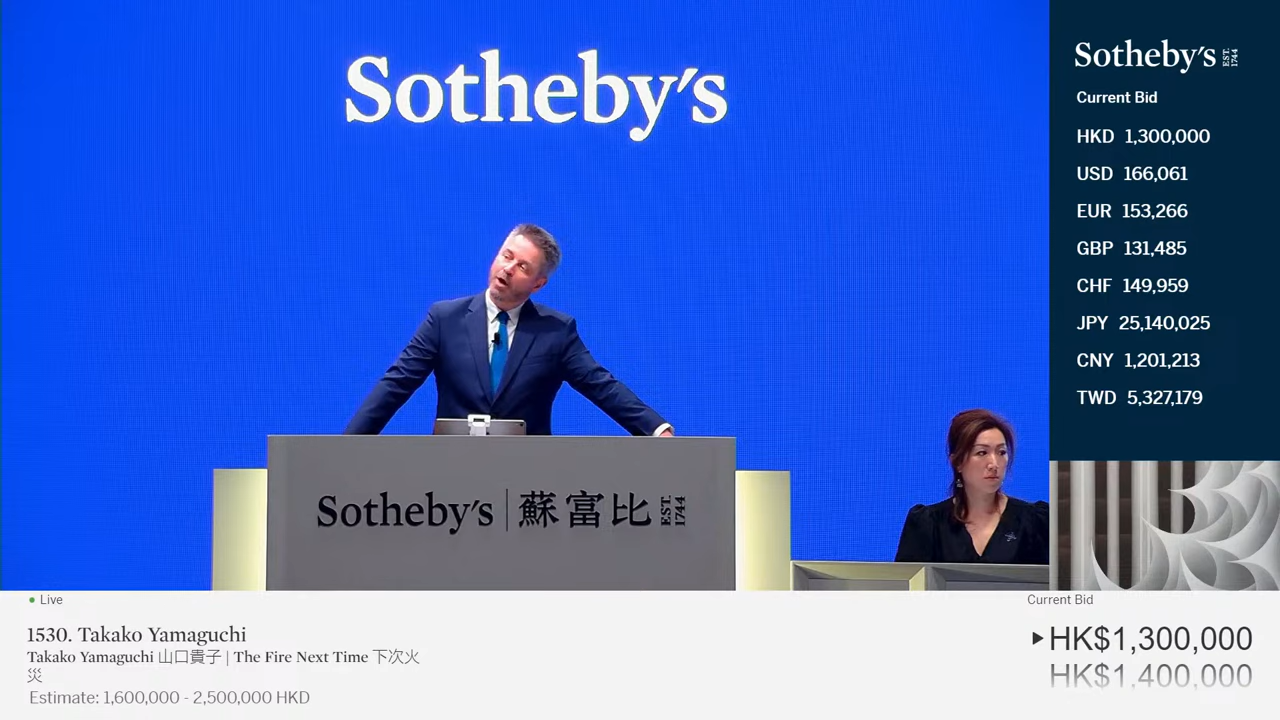 Sotheby's
Sotheby's EST. 1744
Current Bid
HKD 1,300,000
USD 166,061
EUR 153,266
GBP 131,485
CHF 149,959
JPY 25,140,025
CNY 1,201,213
TWD 5,327,179
Sotheby's | 蘇富比 EST. 1744
Live
1530. Takako Yamaguchi
Takako Yamaguchi 山口貴子 | The Fire Next Time 下次火
災
Estimate: 1,600,000 - 2,500,000 HKD
Current Bid
HK$1,300,000
HK$1,400,000